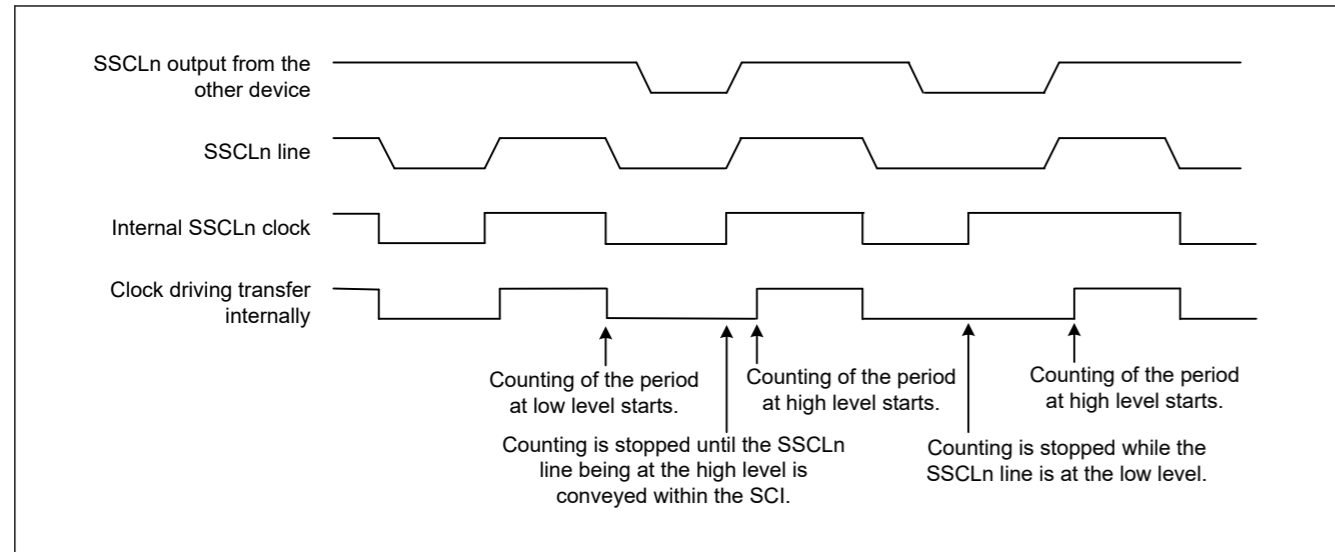 SSCLn output from the
other device
SSCLn line
Internal SSCLn clock
Clock driving transfer
internally
Counting of the period
at low level starts.
Counting of the period
at high level starts.
Counting of the period
at high level starts.
Counting is stopped until the SSCLn
line being at the high level is
conveyed within the SCI.
Counting is stopped while the
SSCLn line is at the low level.